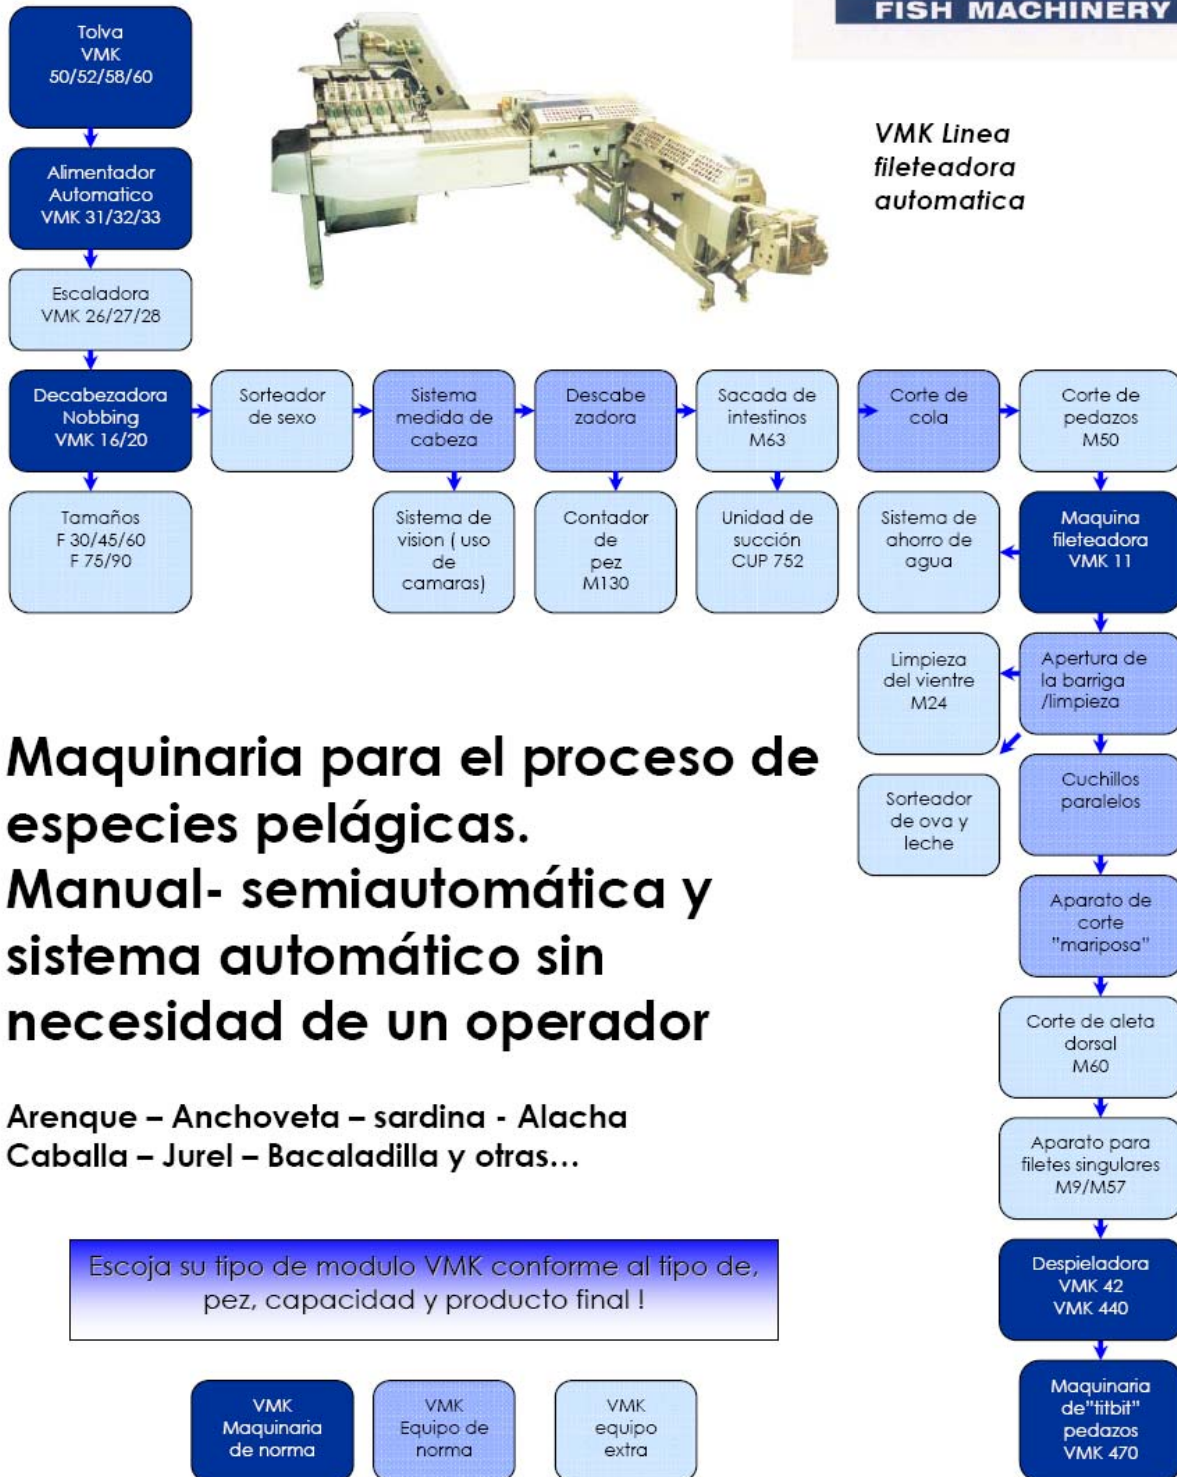 FISH MACHINERY
Tolva
VMK
50/52/58/60
VMK Linea
fileteadora
automatica
Alimentador
Automatico
VMK 31/32/33
Escaladora
VMK 26/27/28
Decabezadora
Nobbing
VMK 16/20
Sorteador
de sexo
Sistema
medida de
cabeza
Descabe
zadora
Sacada de
intestinos
M63
Corte de
cola
Corte de
pedazos
M50
Tamaños
F 30/45/60
F 75/90
Sistema de
vision ( uso
de
camaras)
Contador
de
pez
M130
Unidad de
succión
CUP 752
Sistema de
ahorro de
agua
Maquina
fileteadora
VMK 11
Limpieza
del vientre
M24
Apertura de
la barriga
/limpieza
Sorteador
de ova y
leche
Cuchillos
paralelos
Aparato de
corte
"mariposa"
Corte de aleta
dorsal
M60
Aparato para
filetes singulares
M9/M57
Despieladora
VMK 42
VMK 440
Maquinaria
de"titbit"
pedazos
VMK 470
Maquinaria para el proceso de
especies pelágicas.
Manual- semiautomática y
sistema automático sin
necesidad de un operador
Arenque – Anchoveta – sardina - Alacha
Caballa – Jurel – Bacaladilla y otras...
Escoja su tipo de modulo VMK conforme al tipo de,
pez, capacidad y producto final !
VMK
Maquinaria
de norma
VMK
Equipo de
norma
VMK
equipo
extra